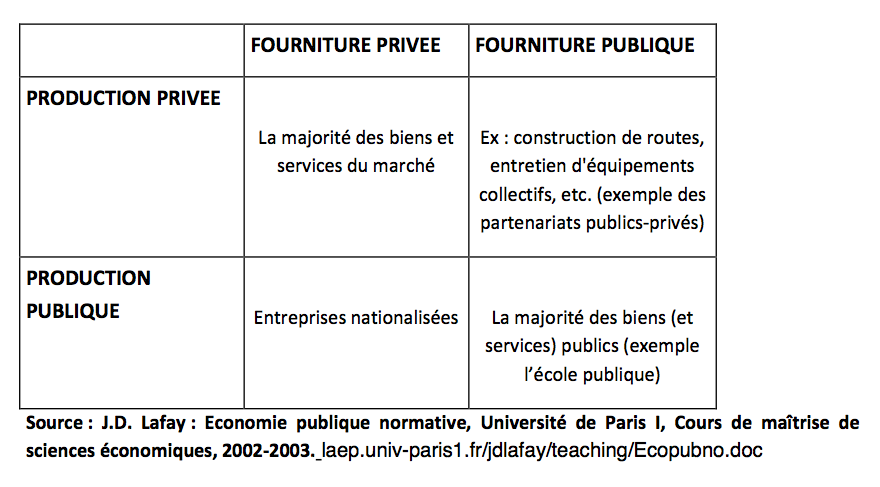 FOURNITURE PRIVEE
FOURNITURE PUBLIQUE
PRODUCTION PRIVEE
La majorité des biens et
services du marché
Ex : construction de routes,
entretien d'équipements
collectifs, etc. (exemple des
partenariats publics-privés)
PRODUCTION
PUBLIQUE
Entreprises nationalisées
La majorité des biens (et
services) publics (exemple
l’école publique)
Source : J.D. Lafay : Economie publique normative, Université de Paris I, Cours de maîtrise de
sciences économiques, 2002-2003. laep.univ-paris1.fr/jdlafay/teaching/Ecopubno.doc